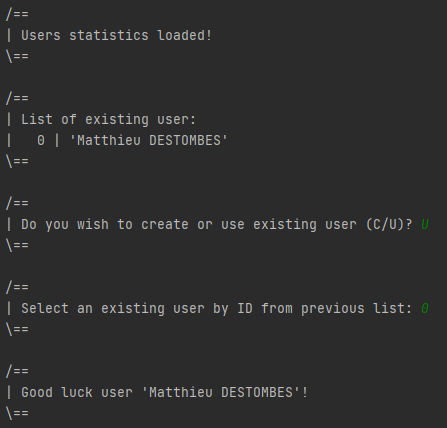 /==
| Users statistics loaded!
\==
/==
| List of existing user:
|   0 | 'Matthieu DESTOMBES'
\==
/==
| Do you wish to create or use existing user (C/U)? U
\==
/==
| Select an existing user by ID from previous list: 0
\==
/==
| Good luck user 'Matthieu DESTOMBES'!
\==